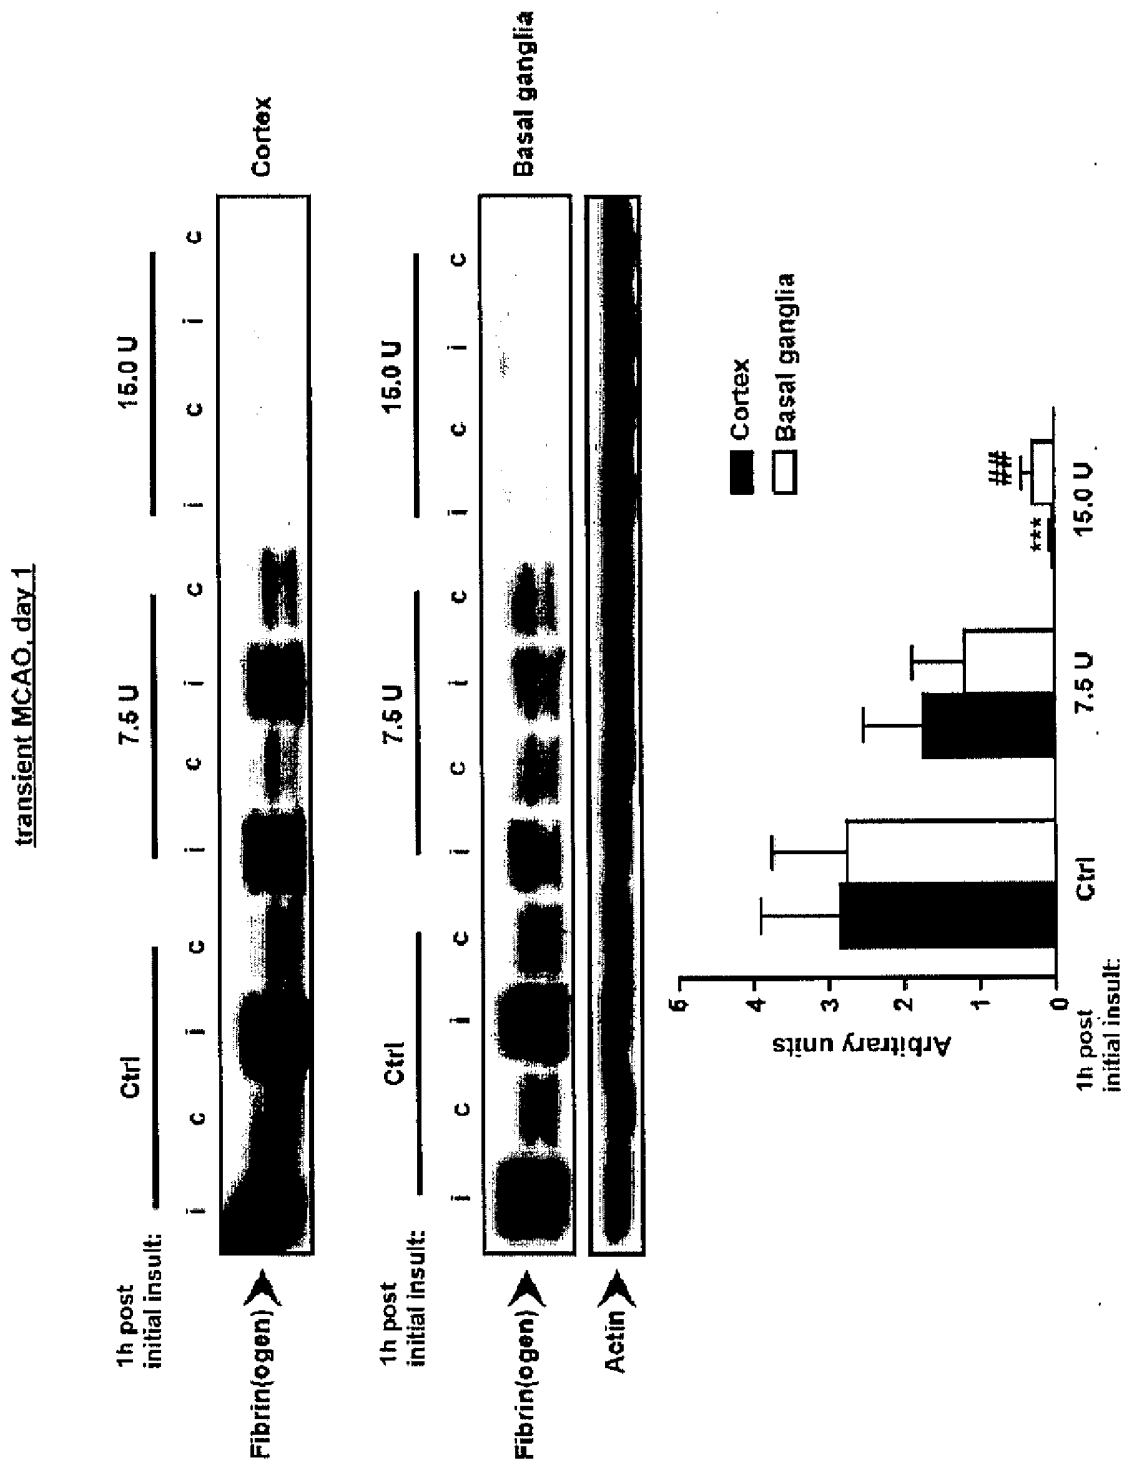 transient MCAO, day 1
1h post
initial insult:
Ctrl 7.5 U 15.0 U
i c i c i c i c i c i c
Fibrin(ogen) Cortex
1h post
initial insult:
Ctrl 7.5 U 15.0 U
i c i c i c i c i c i c
Fibrin(ogen) Basal ganglia
Actin
Cortex
Basal ganglia
Arbitrary units
5
4
3
2
1
0
***
##
1h post
initial insult:
Ctrl 7.5 U 15.0 U